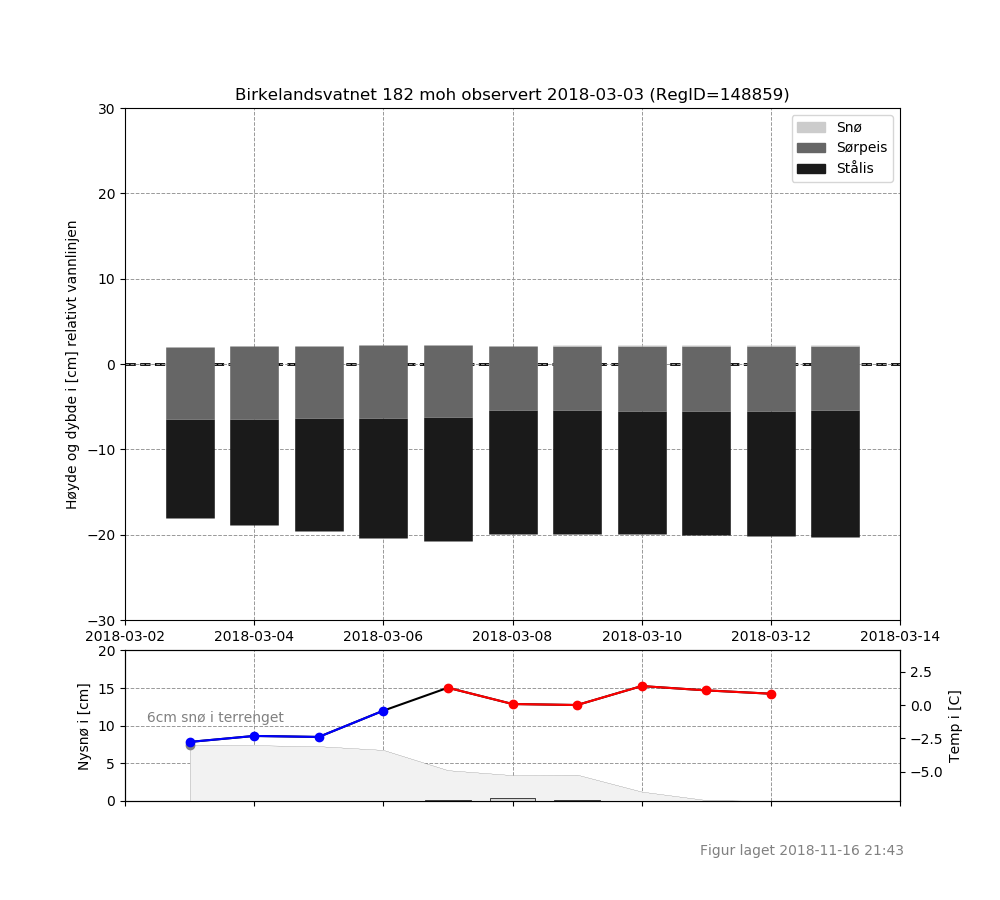 Birkelandsvatnet 182 moh observert 2018-03-03 (RegID=148859)
30
20
10
0
−10
−20
−30
Høyde og dybde i [cm] relativt vannlinjen
Snø
Sørpeis
Stålis
2018-03-02
2018-03-04
2018-03-06
2018-03-08
2018-03-10
2018-03-12
2018-03-14
20
15
10
5
0
Nysnø i [cm]
6cm snø i terrenget
2.5
0.0
−2.5
−5.0
Temp i [C]
Figur laget 2018-11-16 21:43